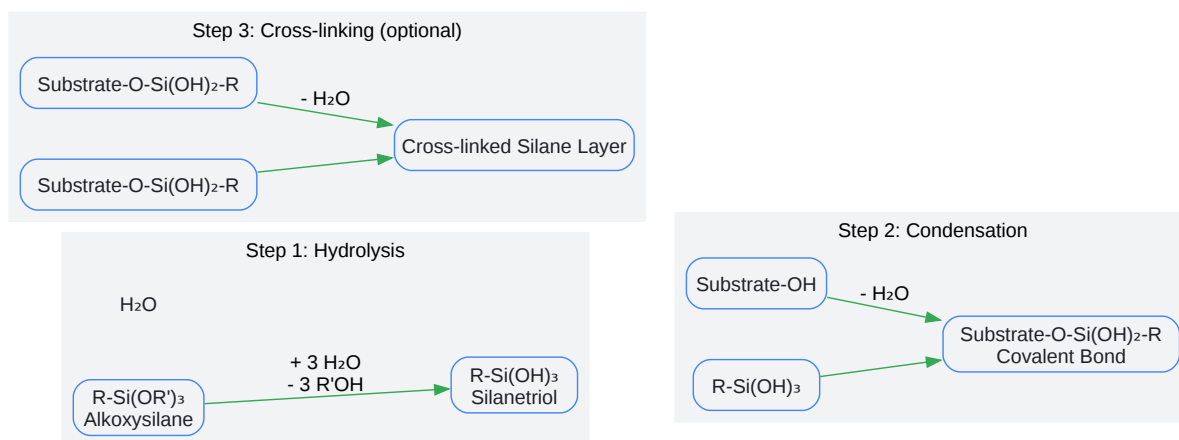 Step 3: Cross-linking (optional)
Substrate-O-Si(OH)₂-R
- H₂O
Cross-linked Silane Layer
Substrate-O-Si(OH)₂-R
Step 1: Hydrolysis
H₂O
+ 3 H₂O
- 3 R'OH
R-Si(OR')₃
Alkoxysilane
R-Si(OH)₃
Silanetriol
Step 2: Condensation
Substrate-OH
- H₂O
Substrate-O-Si(OH)₂-R
Covalent Bond
R-Si(OH)₃